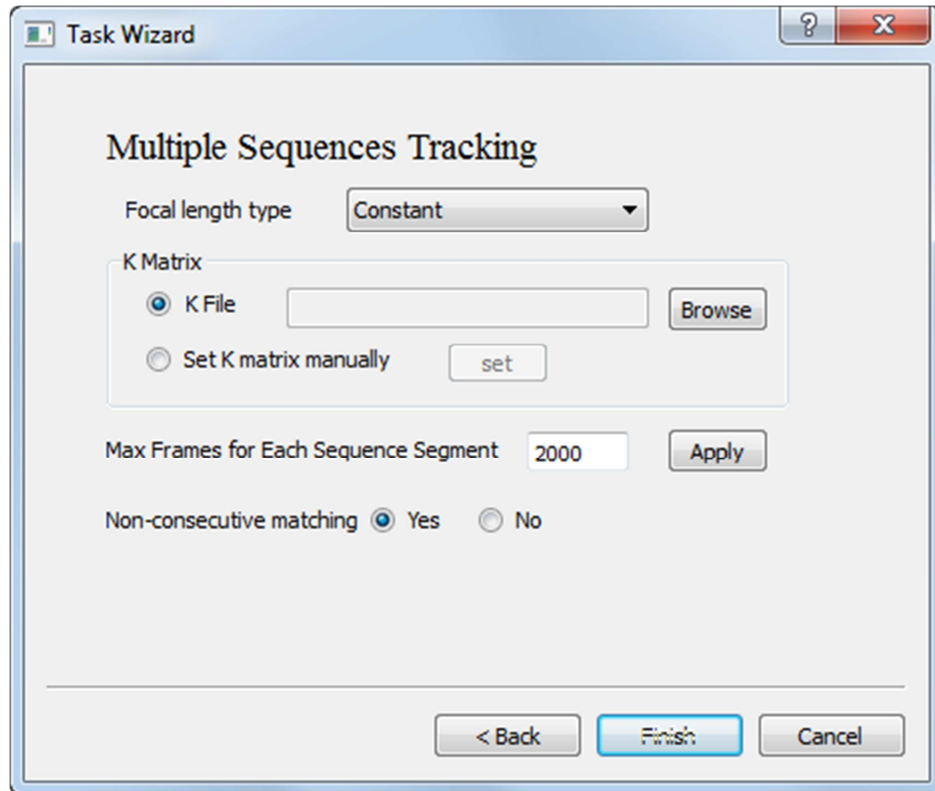 Task Wizard
Multiple Sequences Tracking
Focal length type Constant
K Matrix
K File Browse
Set K matrix manually set
Max Frames for Each Sequence Segment 2000 Apply
Non-consecutive matching Yes No
< Back Finish Cancel